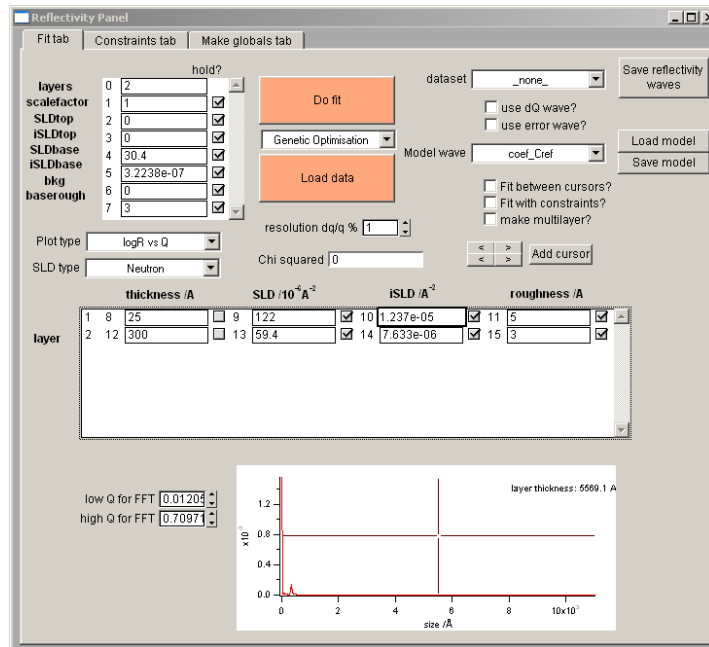 Reflectivity Panel
Fit tab Constraints tab Make globals tab
hold?
layers 0 2
scalefactor 1 1
SLDtop 2 0
iSLDtop 3 0
SLDbase 4 30.4
iSLDbase 5 3.2238e-07
bkg 6 0
baserough 7 3
Do fit
Genetic Optimisation
Load data
dataset _none_
use dQ wave?
use error wave?
Model wave coef_Cref
Fit between cursors?
Fit with constraints?
make multilayer?
Save reflectivity
waves
Load model
Save model
Plot type logR vs Q
SLD type Neutron
resolution dq/q % 1
Chi squared 0
< >
< >
Add cursor
thickness /A SLD /10⁻⁶A⁻² iSLD /A⁻² roughness /A
layer
1 8 25 9 122 10 1.237e-05 11 5
2 12 300 13 59.4 14 7.633e-06 15 3
low Q for FFT 0.01205
high Q for FFT 0.70971
layer thickness: 5569.1 A
x10⁻³
1.2
0.8
0.4
0.0
0 2 4 6 8 10x10³
size /Å